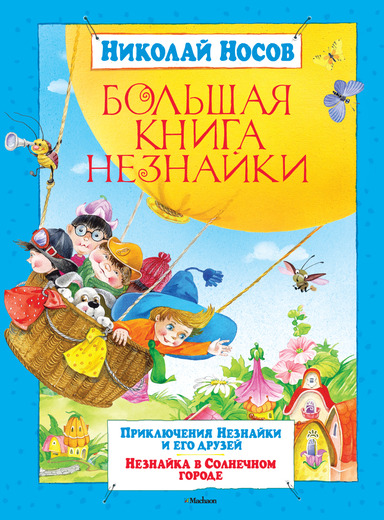 НИКОЛАЙ НОСОВ
БОЛЬШАЯ
КНИГА
НЕЗНАЙКИ
ПРИКЛЮЧЕНИЯ НЕЗНАЙКИ
И ЕГО ДРУЗЕЙ
НЕЗНАЙКА В СОЛНЕЧНОМ
ГОРОДЕ
Machaon